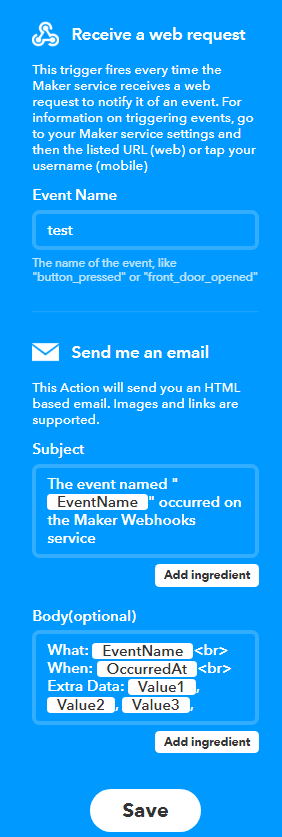 Receive a web request
This trigger fires every time the
Maker service receives a web
request to notify it of an event. For
information on triggering events, go
to your Maker service settings and
then the listed URL (web) or tap your
username (mobile)
Event Name
test
The name of the event, like
"button_pressed" or "front_door_opened"
Send me an email
This Action will send you an HTML
based email. Images and links are
supported.
Subject
The event named "
EventName " occurred on
the Maker Webhooks
service
Add ingredient
Body(optional)
What: EventName <br>
When: OccurredAt <br>
Extra Data: Value1 ,
Value2 , Value3 ,
Add ingredient
Save